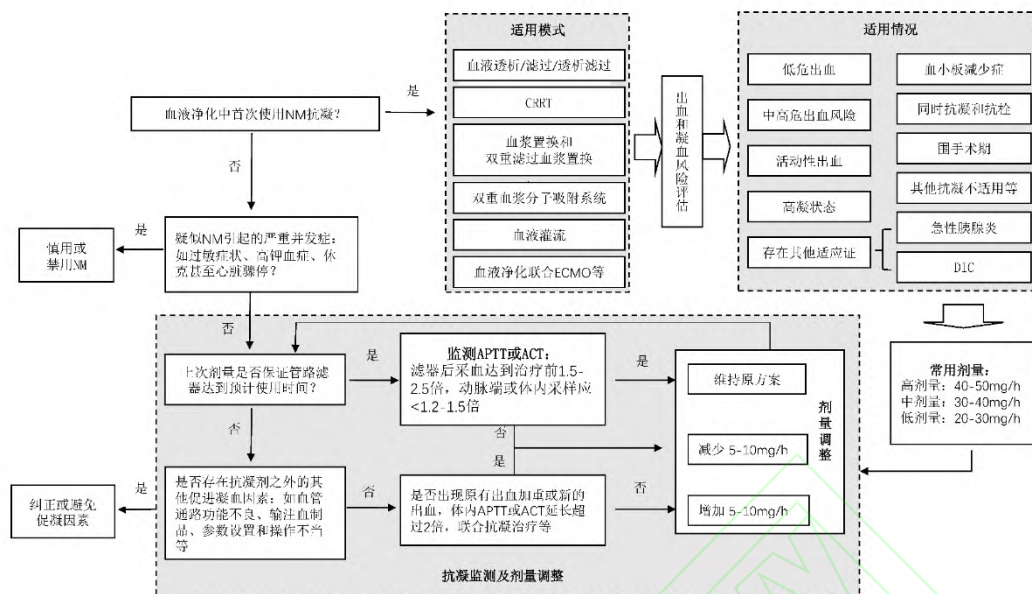 适用模式
血液透析/滤过/透析滤过
CRRT
血浆置换和
双重滤过血浆置换
双重血浆分子吸附系统
血液灌流
血液净化联合ECMO等
血液净化中首次使用NM抗凝？
是
否
疑似NM引起的严重并发症：
如过敏症状、高钾血症、休
克甚至心脏骤停？
是
慎用或
禁用NM
否
出血和凝血风险评估
适用情况
低危出血
中高危出血风险
活动性出血
高凝状态
存在其他适应证
血小板减少症
同时抗凝和抗栓
围手术期
其他抗凝不适用等
急性胰腺炎
DIC
常用剂量：
高剂量：40-50mg/h
中剂量：30-40mg/h
低剂量：20-30mg/h
上次剂量是否保证管路滤
器达到预计使用时间？
是
监测APTT或ACT：
滤器后采血达到治疗前1.5-
2.5倍，动脉端或体内采样应
<1.2-1.5倍
是
否
是
否
是否存在抗凝剂之外的其
他促进凝血因素：如血管
通路功能不良、输注血制
品、参数设置和操作不当
等
是
纠正或避免
促凝因素
否
是否出现原有出血加重或新的
出血，体内APTT或ACT延长超
过2倍，联合抗凝治疗等
否
维持原方案
减少 5-10mg/h
增加 5-10mg/h
剂量调整
抗凝监测及剂量调整